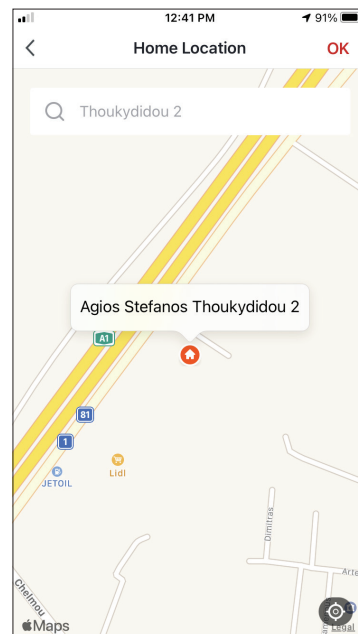 12:41 PM
91%
Home Location
OK
Thoukydidou 2
Agios Stefanos Thoukydidou 2
A1
81
1
Lidl
JETOIL
Dimitras
Arte
Chelmou
Maps
Legal